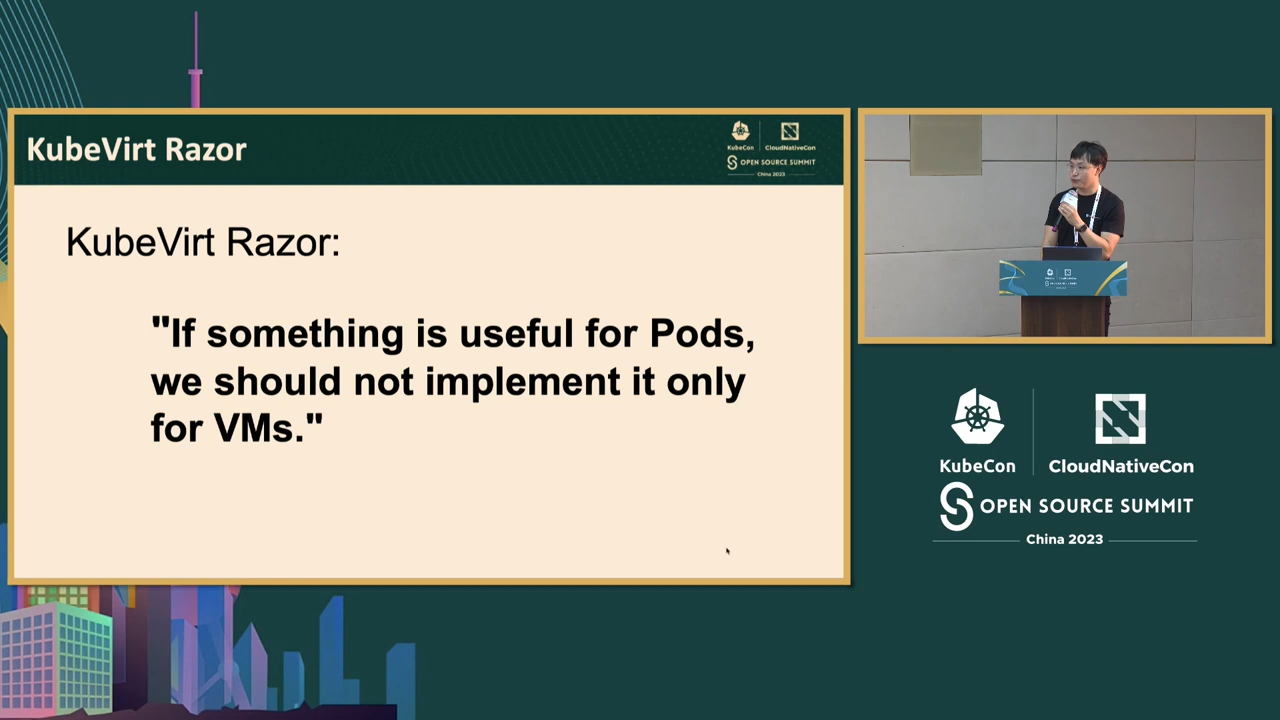 KubeVirt Razor
KubeCon
CloudNativeCon
OPEN SOURCE SUMMIT
China 2023
KubeVirt Razor:
"If something is useful for Pods,
we should not implement it only
for VMs."
KubeCon
CloudNativeCon
OPEN SOURCE SUMMIT
China 2023